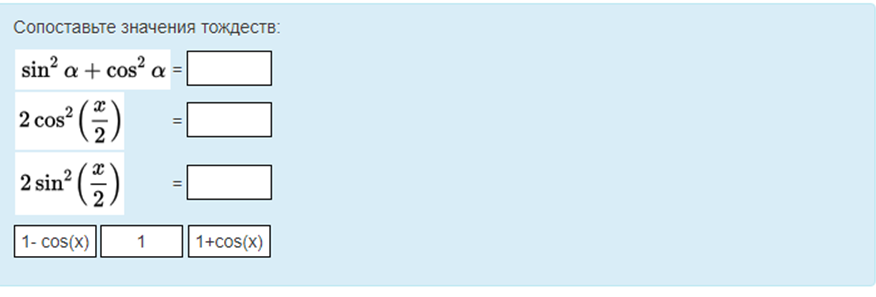 Сопоставьте значения тождеств:
sin² α + cos² α =
2 cos² (x/2) =
2 sin² (x/2) =
1- cos(x) 1 1+cos(x)